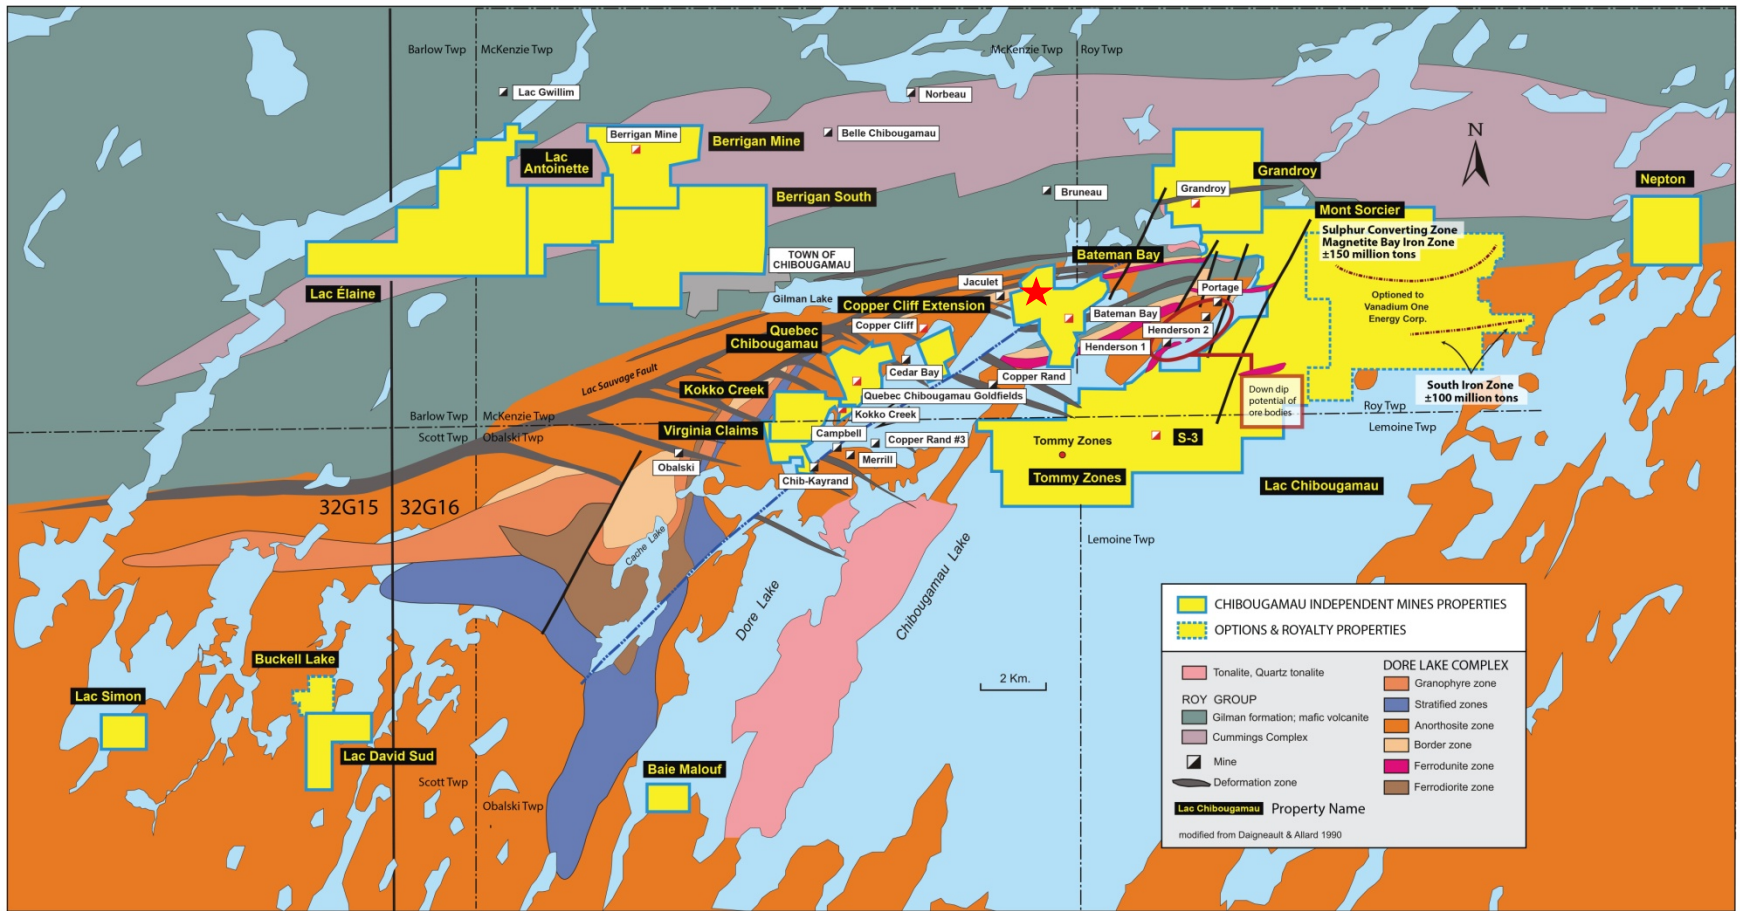 Barlow Twp
McKenzie Twp
McKenzie Twp
Roy Twp
Lac Gwillim
Norbeau
Berrigan Mine
Berrigan Mine
Belle Chibougamau
N
Lac
Antoinette
Grandroy
Nepton
Berrigan South
Bruneau
Grandroy
Mont Sorcier
Sulphur Converting Zone
Magnetite Bay Iron Zone
±150 million tons
TOWN OF
CHIBOUGAMAU
Bateman Bay
Lac Élaine
Gilman Lake
Jaculet
Copper Cliff Extension
Portage
Optioned to
Vanadium One
Energy Corp.
Bateman Bay
Quebec
Chibougamau
Copper Cliff
Henderson 2
Henderson 1
Lac Sauvage Fault
Cedar Bay
Copper Rand
Kokko Creek
Quebec Chibougamau Goldfields
Down dip
potential of
ore bodies
South Iron Zone
±100 million tons
Barlow Twp
McKenzie Twp
Kokko Creek
Roy Twp
Scott Twp
Obalski Twp
Virginia Claims
Campbell
Copper Rand #3
Lemoine Twp
Obalski
Merrill
Tommy Zones
S-3
Chib-Kayrand
Tommy Zones
Lac Chibougamau
32G15
32G16
Cache Lake
Lemoine Twp
Dore Lake
Chibougamau Lake
CHIBOUGAMAU INDEPENDENT MINES PROPERTIES
OPTIONS & ROYALTY PROPERTIES
Buckell Lake
Lac Simon
2 Km.
Tonalite, Quartz tonalite
ROY GROUP
Gilman formation; mafic volcanite
Cummings Complex
Mine
Deformation zone
Lac Chibougamau
Property Name
modified from Daigneault & Allard 1990
DORE LAKE COMPLEX
Granophyre zone
Stratified zones
Anorthosite zone
Border zone
Ferrodunite zone
Ferrodiorite zone
Lac David Sud
Baie Malouf
Scott Twp
Obalski Twp